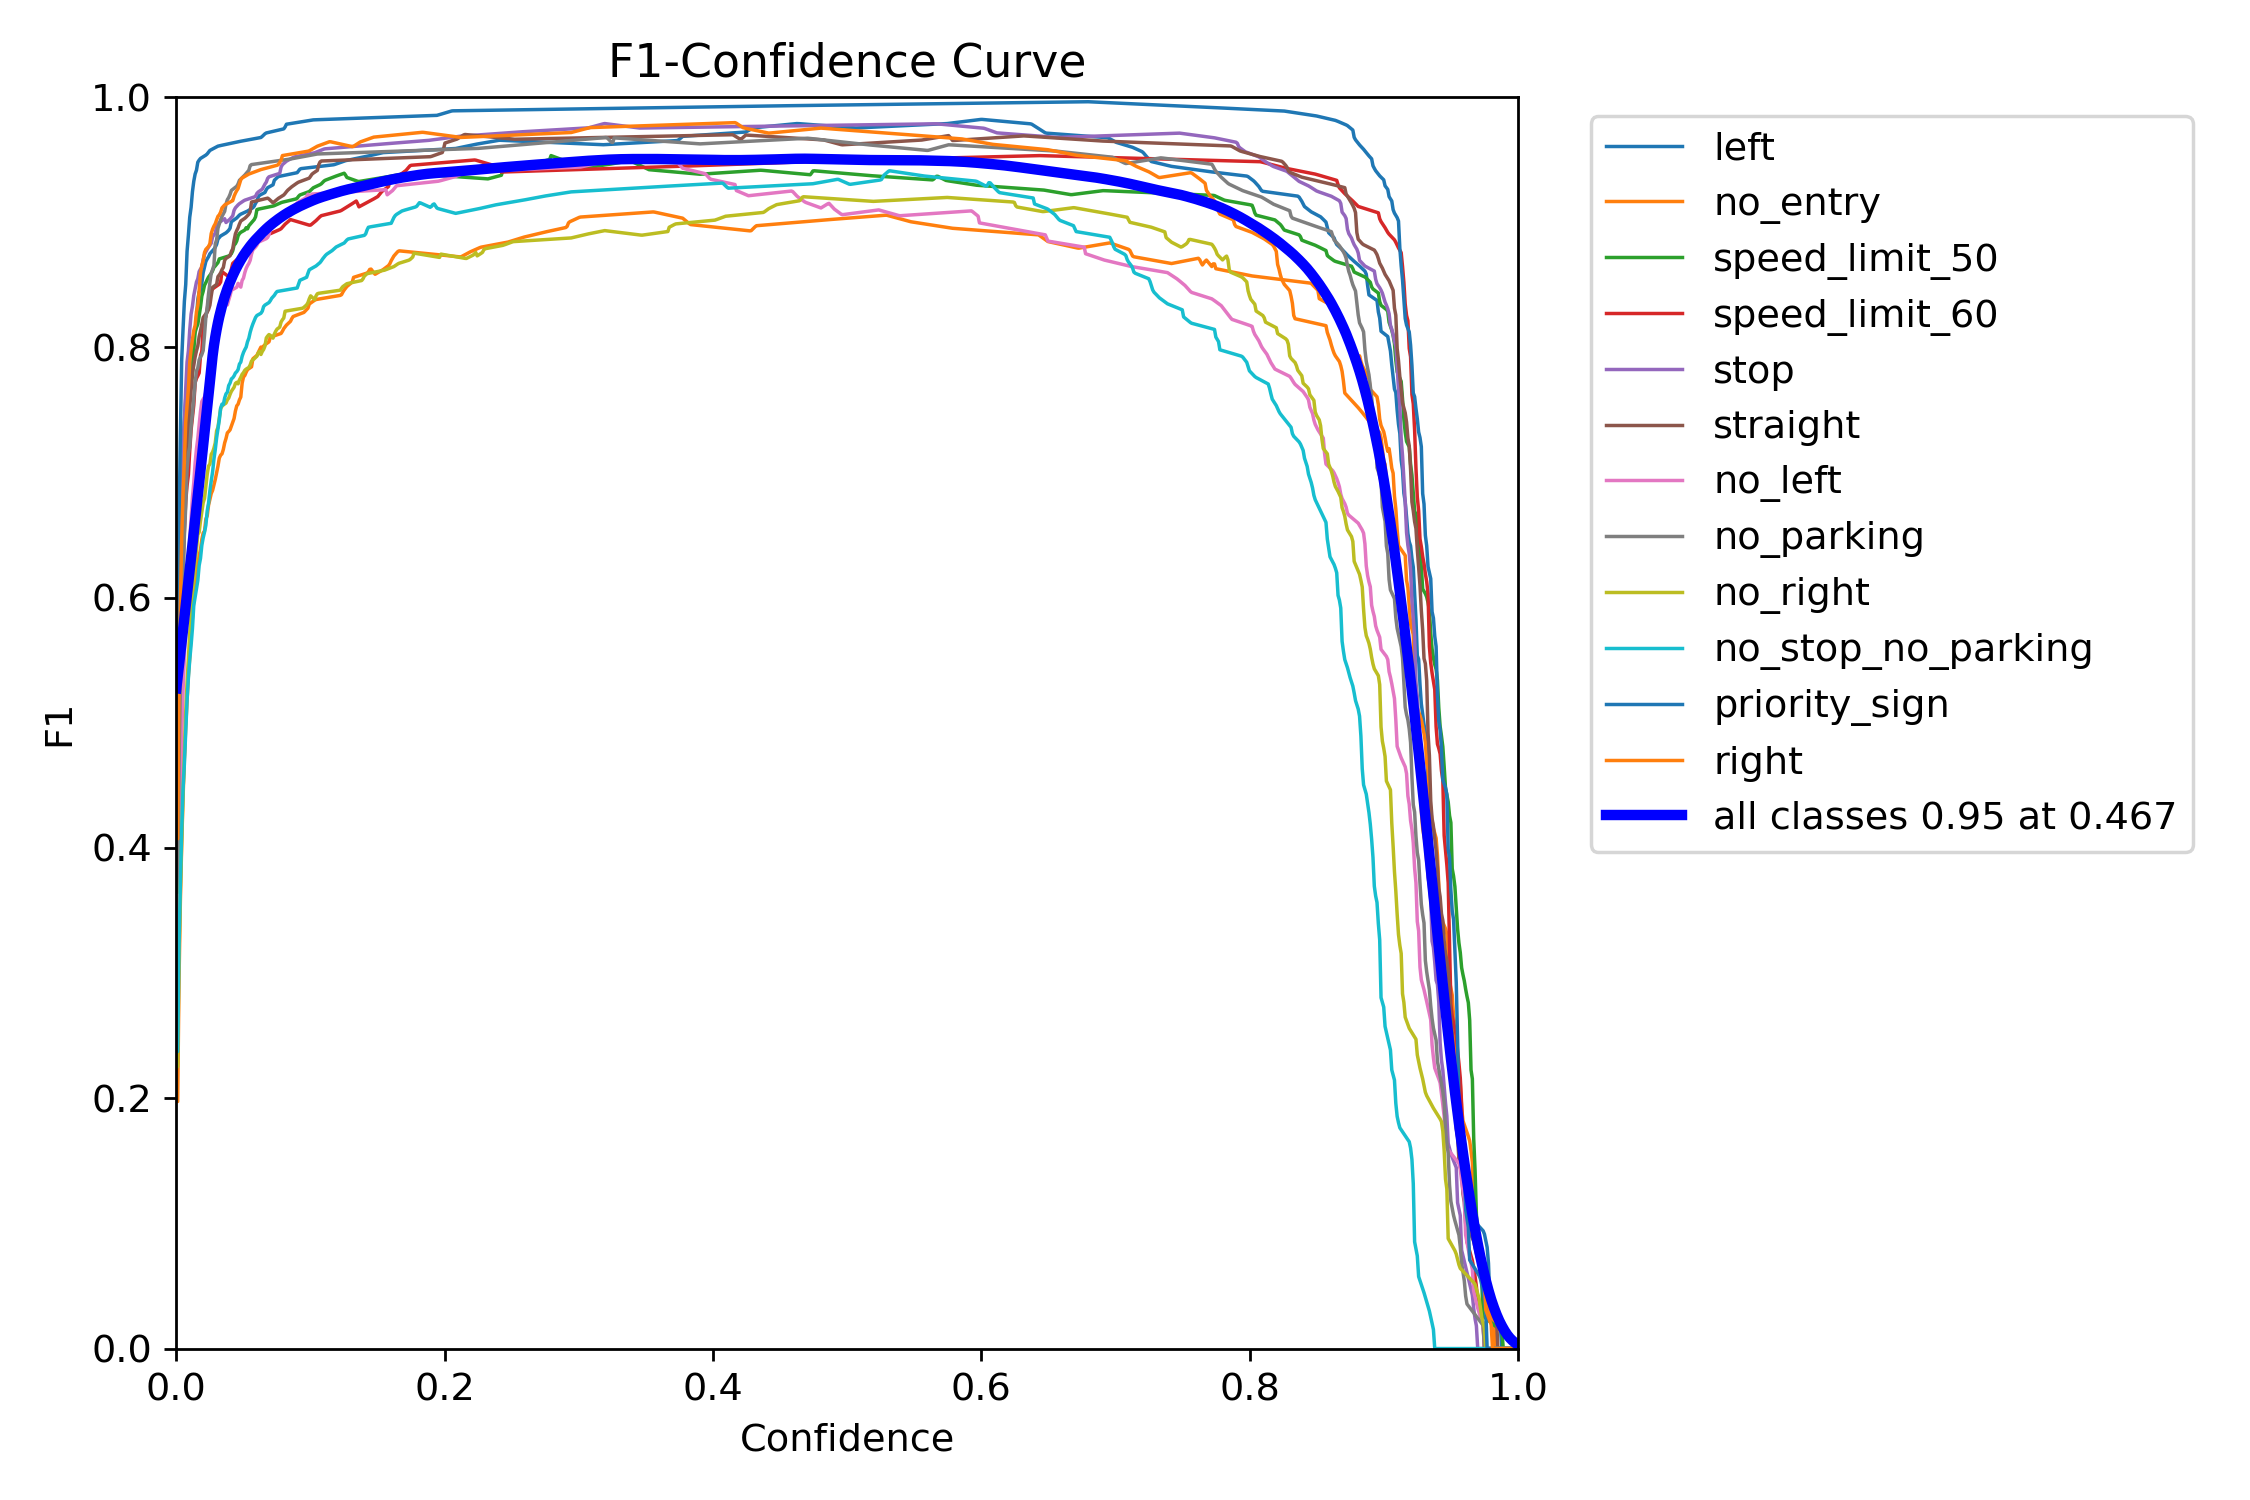 F1-Confidence Curve
1.0
0.8
0.6
0.4
0.2
0.0
F1
0.0 0.2 0.4 0.6 0.8 1.0
Confidence
left
no_entry
speed_limit_50
speed_limit_60
stop
straight
no_left
no_parking
no_right
no_stop_no_parking
priority_sign
right
all classes 0.95 at 0.467